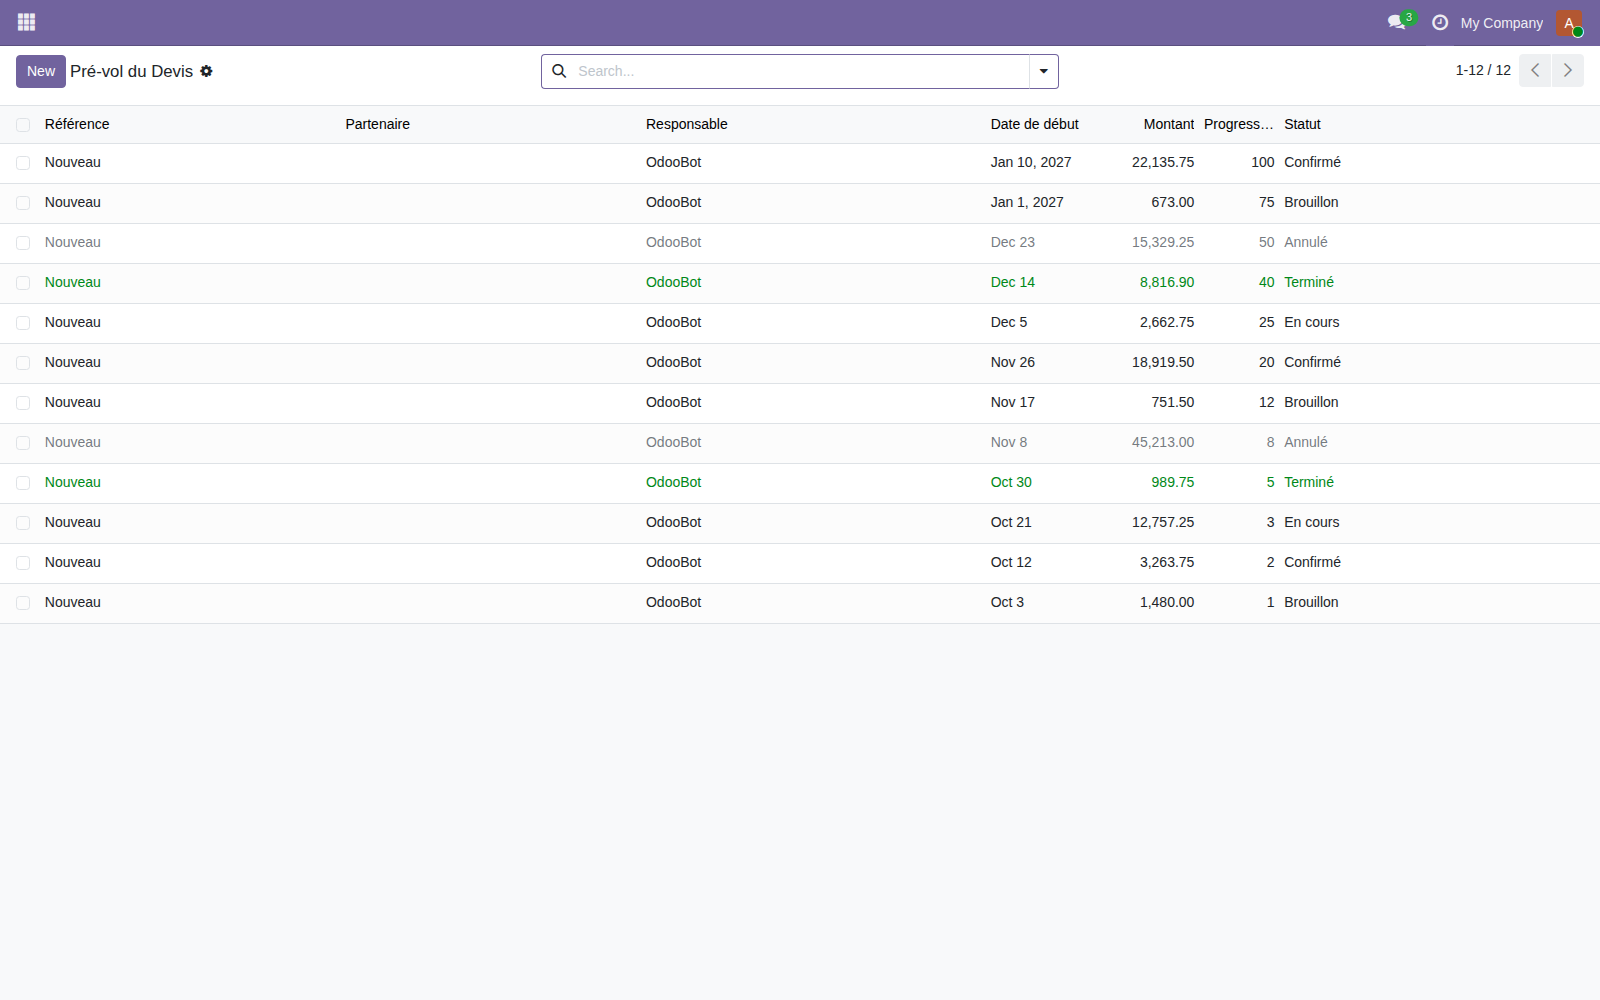 3 My Company A
New Pré-vol du Devis Search... 1-12 / 12
Référence Partenaire Responsable Date de début Montant Progress... Statut
Nouveau OdooBot Jan 10, 2027 22,135.75 100 Confirmé
Nouveau OdooBot Jan 1, 2027 673.00 75 Brouillon
Nouveau OdooBot Dec 23 15,329.25 50 Annulé
Nouveau OdooBot Dec 14 8,816.90 40 Terminé
Nouveau OdooBot Dec 5 2,662.75 25 En cours
Nouveau OdooBot Nov 26 18,919.50 20 Confirmé
Nouveau OdooBot Nov 17 751.50 12 Brouillon
Nouveau OdooBot Nov 8 45,213.00 8 Annulé
Nouveau OdooBot Oct 30 989.75 5 Terminé
Nouveau OdooBot Oct 21 12,757.25 3 En cours
Nouveau OdooBot Oct 12 3,263.75 2 Confirmé
Nouveau OdooBot Oct 3 1,480.00 1 Brouillon